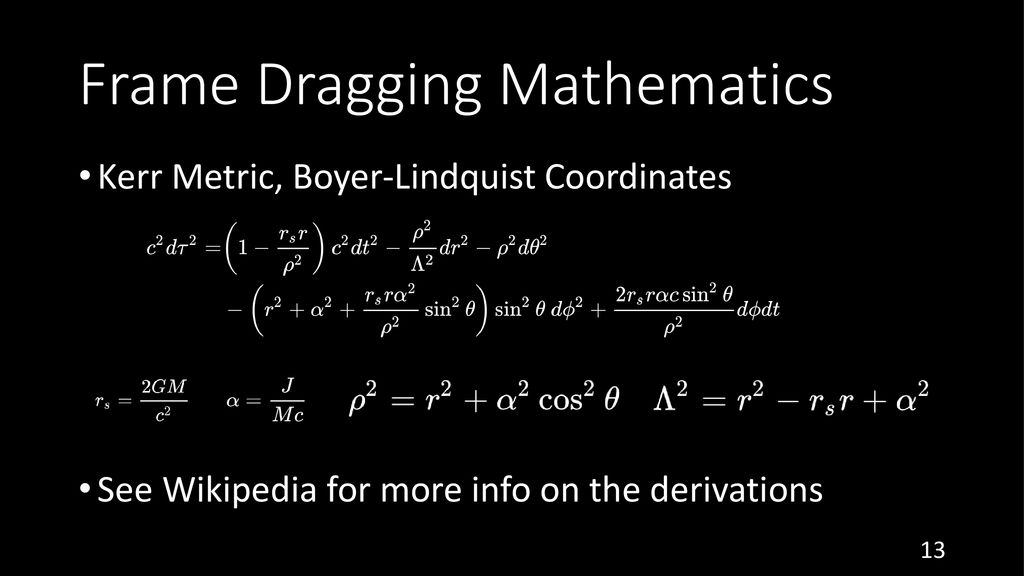 Frame Dragging Mathematics
• Kerr Metric, Boyer-Lindquist Coordinates
$c^2 d\tau^2 = \left(1 - \frac{r_s r}{\rho^2}\right) c^2 dt^2 - \frac{\rho^2}{\Lambda^2} dr^2 - \rho^2 d\theta^2$
$- \left(r^2 + \alpha^2 + \frac{r_s r \alpha^2}{\rho^2} \sin^2\theta\right) \sin^2\theta \, d\phi^2 + \frac{2 r_s r \alpha c \sin^2\theta}{\rho^2} d\phi dt$
$r_s = \frac{2GM}{c^2}$ $\alpha = \frac{J}{Mc}$ $\rho^2 = r^2 + \alpha^2 \cos^2\theta$ $\Lambda^2 = r^2 - r_s r + \alpha^2$
• See Wikipedia for more info on the derivations
13